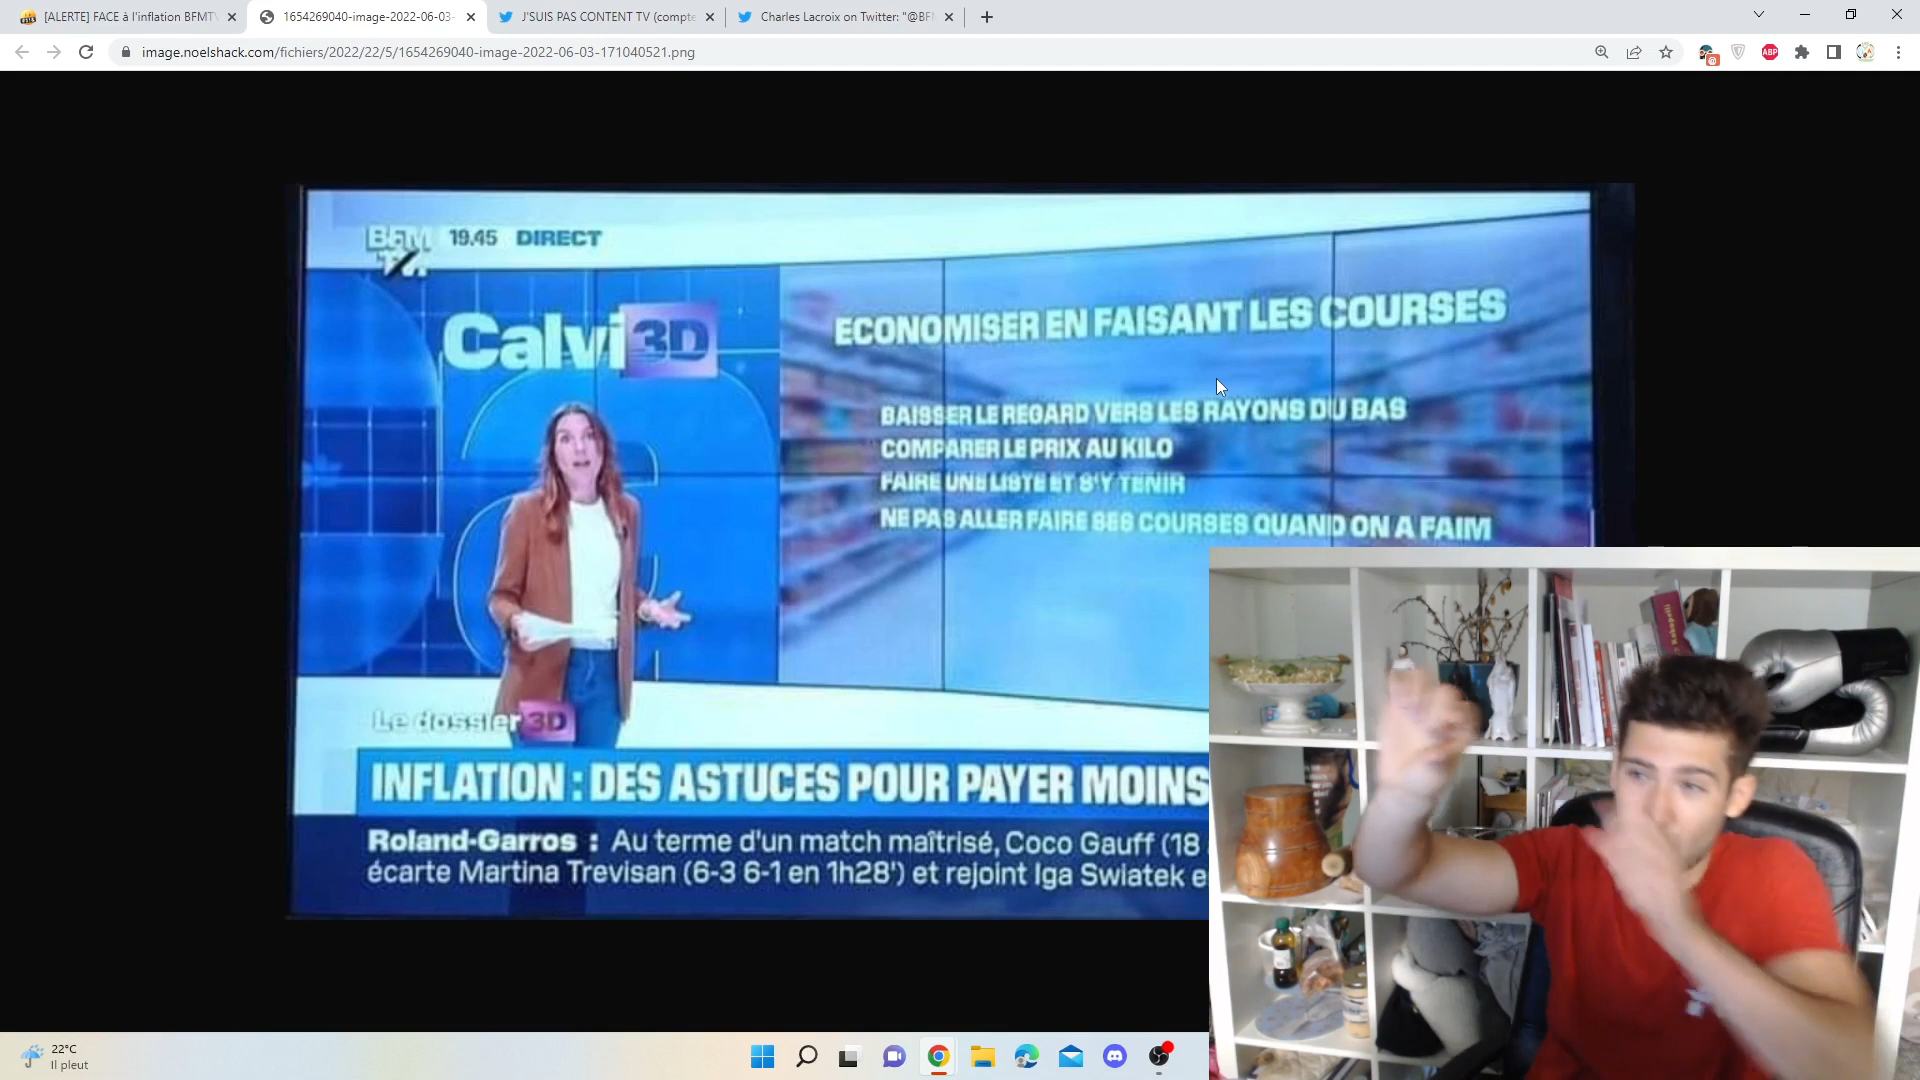 [ALERTE] FACE à l'inflation BFMTV
1654269040-image-2022-06-03-
J'SUIS PAS CONTENT TV (compte
Charles Lacroix on Twitter: "@BFM
image.noelshack.com/fichiers/2022/22/5/1654269040-image-2022-06-03-171040521.png
ABP
BFM
TV
19.45 DIRECT
Calvi 3D
ECONOMISER EN FAISANT LES COURSES
BAISSER LE REGARD VERS LES RAYONS DU BAS
COMPARER LE PRIX AU KILO
FAIRE UNE LISTE ET S'Y TENIR
NE PAS ALLER FAIRE SES COURSES QUAND ON A FAIM
Le dossier 3D
INFLATION : DES ASTUCES POUR PAYER MOINS
Roland-Garros : Au terme d'un match maîtrisé, Coco Gauff (18
écarte Martina Trevisan (6-3 6-1 en 1h28') et rejoint Iga Swiatek e
22°C
Il pleut